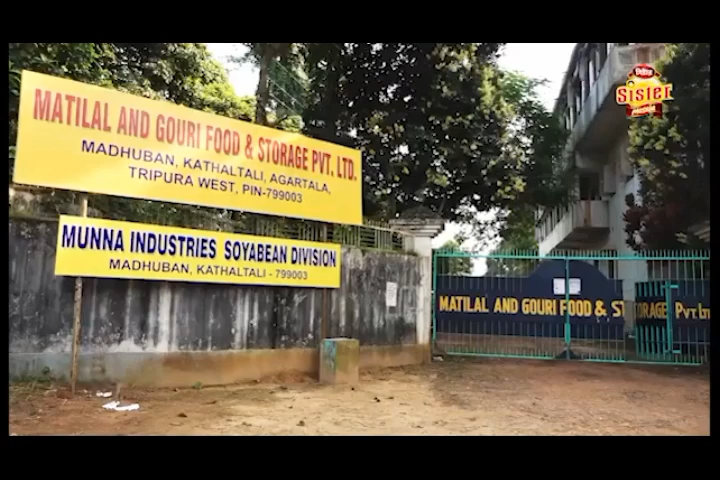 MATILAL AND GOURI FOOD & STORAGE PVT. LTD.
MADHUBAN, KATHALTALI, AGARTALA,
TRIPURA WEST, PIN-799003
MUNNA INDUSTRIES SOYABEAN DIVISION
MADHUBAN, KATHALTALI - 799003
MATILAL AND GOURI FOOD & STORAGE PVT. LTD
Sister